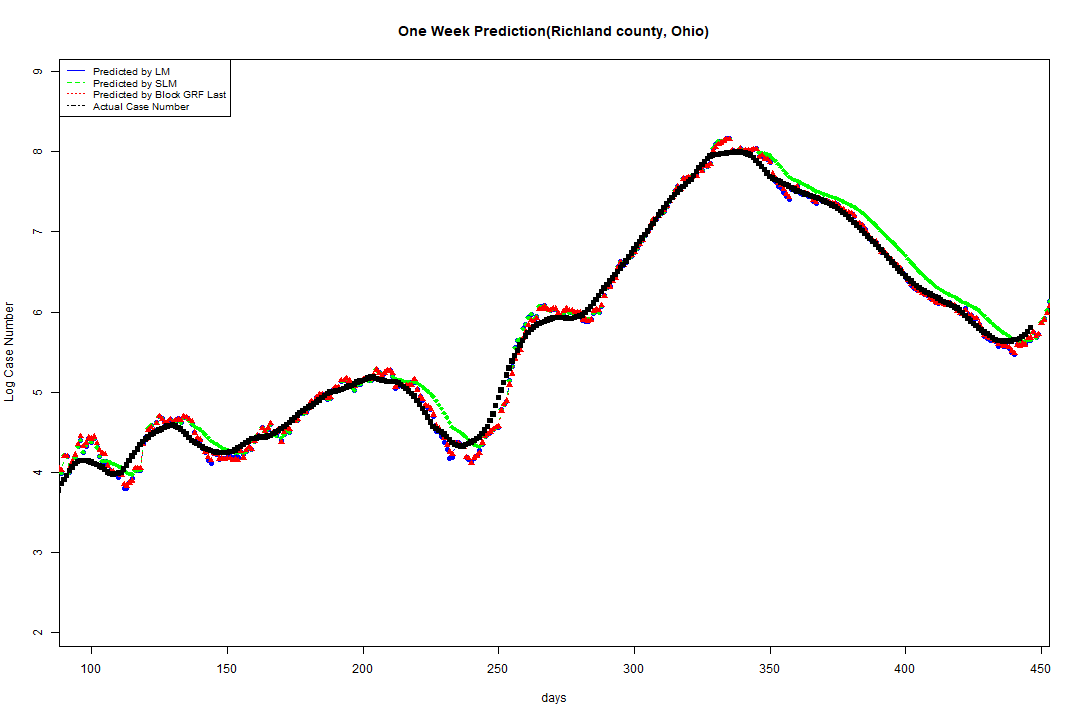 One Week Prediction(Richland county, Ohio)
Predicted by LM
Predicted by SLM
Predicted by Block GRF Last
Actual Case Number
Log Case Number
9
8
7
6
5
4
3
2
100 150 200 250 300 350 400 450
days